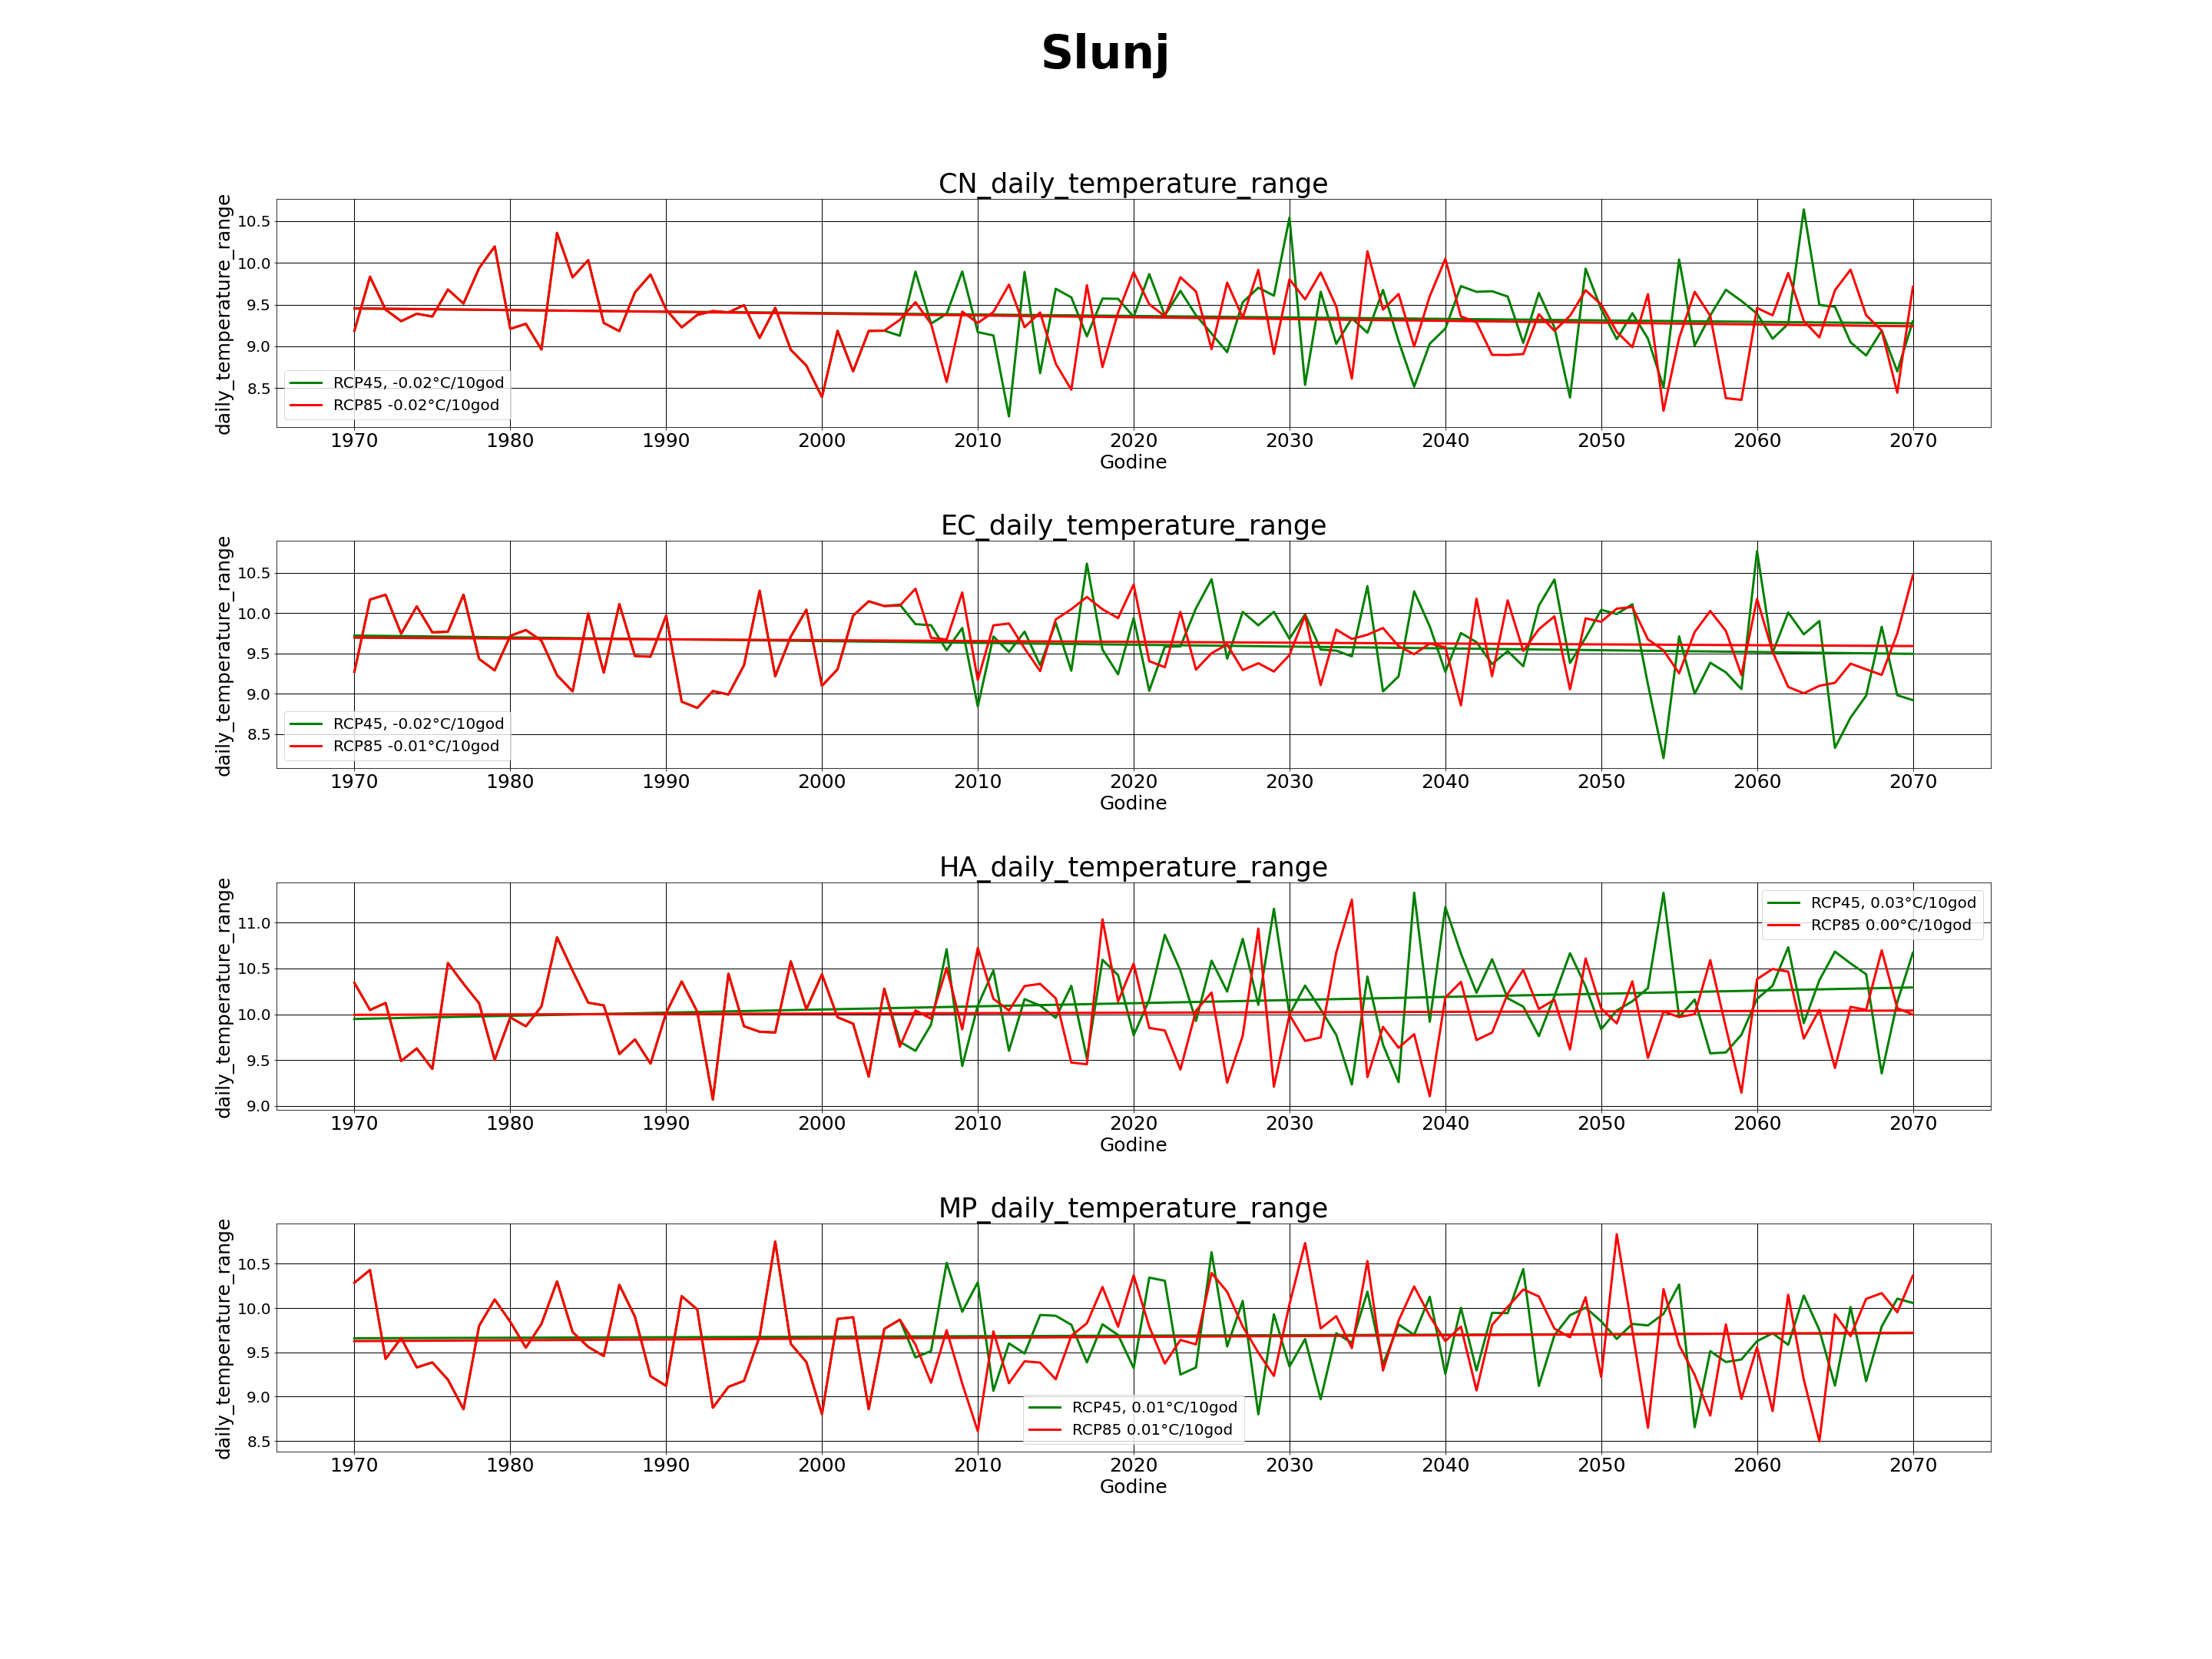 Slunj
CN_daily_temperature_range
daily_temperature_range
10.5
10.0
9.5
9.0
8.5
RCP45, -0.02°C/10god
RCP85 -0.02°C/10god
1970 1980 1990 2000 2010 2020 2030 2040 2050 2060 2070
Godine
EC_daily_temperature_range
daily_temperature_range
10.5
10.0
9.5
9.0
8.5
RCP45, -0.02°C/10god
RCP85 -0.01°C/10god
1970 1980 1990 2000 2010 2020 2030 2040 2050 2060 2070
Godine
HA_daily_temperature_range
daily_temperature_range
11.0
10.5
10.0
9.5
9.0
RCP45, 0.03°C/10god
RCP85 0.00°C/10god
1970 1980 1990 2000 2010 2020 2030 2040 2050 2060 2070
Godine
MP_daily_temperature_range
daily_temperature_range
10.5
10.0
9.5
9.0
8.5
RCP45, 0.01°C/10god
RCP85 0.01°C/10god
1970 1980 1990 2000 2010 2020 2030 2040 2050 2060 2070
Godine